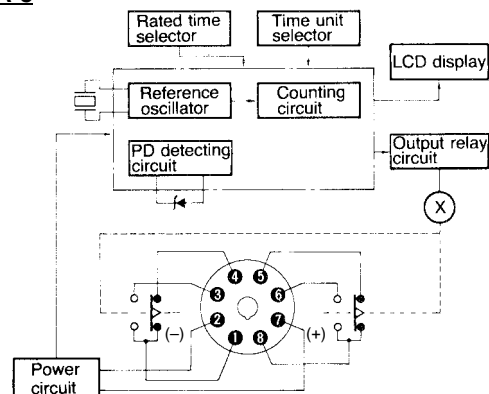 Rated time
selector
Time unit
selector
LCD display
Reference
oscillator
Counting
circuit
PD detecting
circuit
Output relay
circuit
X
4
5
3
6
(−)
2
7
(+)
1
8
Power
circuit